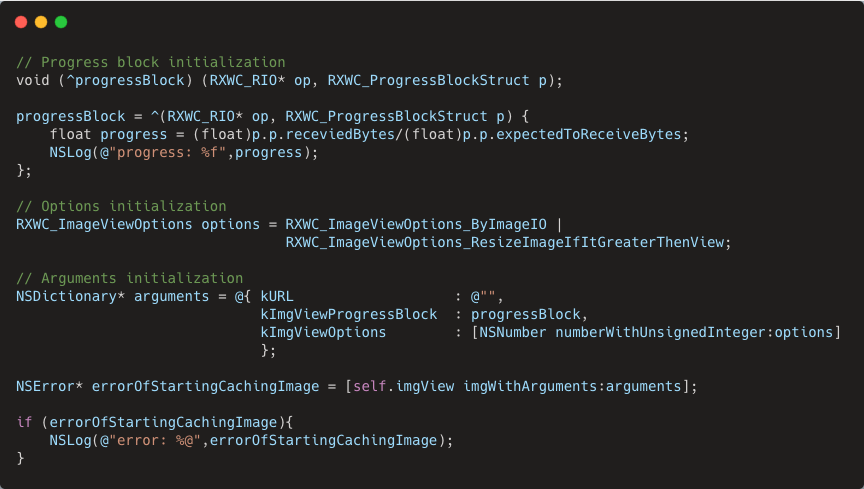 // Progress block initialization
void (^progressBlock) (RXWC_RIO* op, RXWC_ProgressBlockStruct p);

progressBlock = ^(RXWC_RIO* op, RXWC_ProgressBlockStruct p) {
    float progress = (float)p.p.receviedBytes/(float)p.p.expectedToReceiveBytes;
    NSLog(@"progress: %f",progress);
};

// Options initialization
RXWC_ImageViewOptions options = RXWC_ImageViewOptions_ByImageIO |
                                RXWC_ImageViewOptions_ResizeImageIfItGreaterThenView;

// Arguments initialization
NSDictionary* arguments = @{ kURL                   : @"",
                             kImgViewProgressBlock  : progressBlock,
                             kImgViewOptions        : [NSNumber numberWithUnsignedInteger:options]
                             };

NSError* errorOfStartingCachingImage = [self.imgView imgWithArguments:arguments];

if (errorOfStartingCachingImage){
    NSLog(@"error: %@",errorOfStartingCachingImage);
}